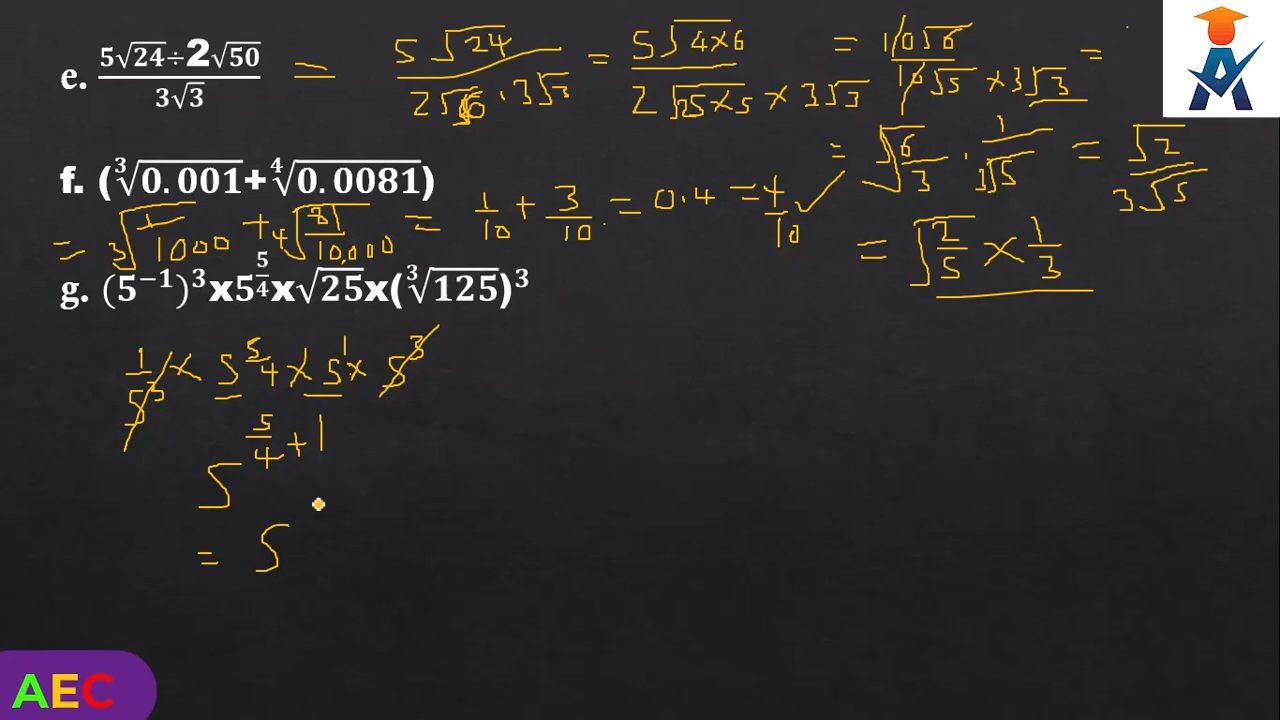 e. (5√24÷2√50)/(3√3) = (5√24)/(2√50 · 3√3) = (5√4×6)/(2√25×5 × 3√3) = (10√6)/(10√5 × 3√3) =
= √(6/3) · 1/(3√5) = √2/(3√5)
= √(2/5) × 1/3
f. (∛0.001+∜0.0081)
= ∛(1/1000) + ∜(81/10,000) = 1/10 + 3/10 = 0.4 = 4/10 ✓
g. (5⁻¹)³x5^(5/4)x√25x(∛125)³
1/5³ × 5^(5/4) × 5¹ × 5³
5^(5/4 + 1)
= 5
AEC